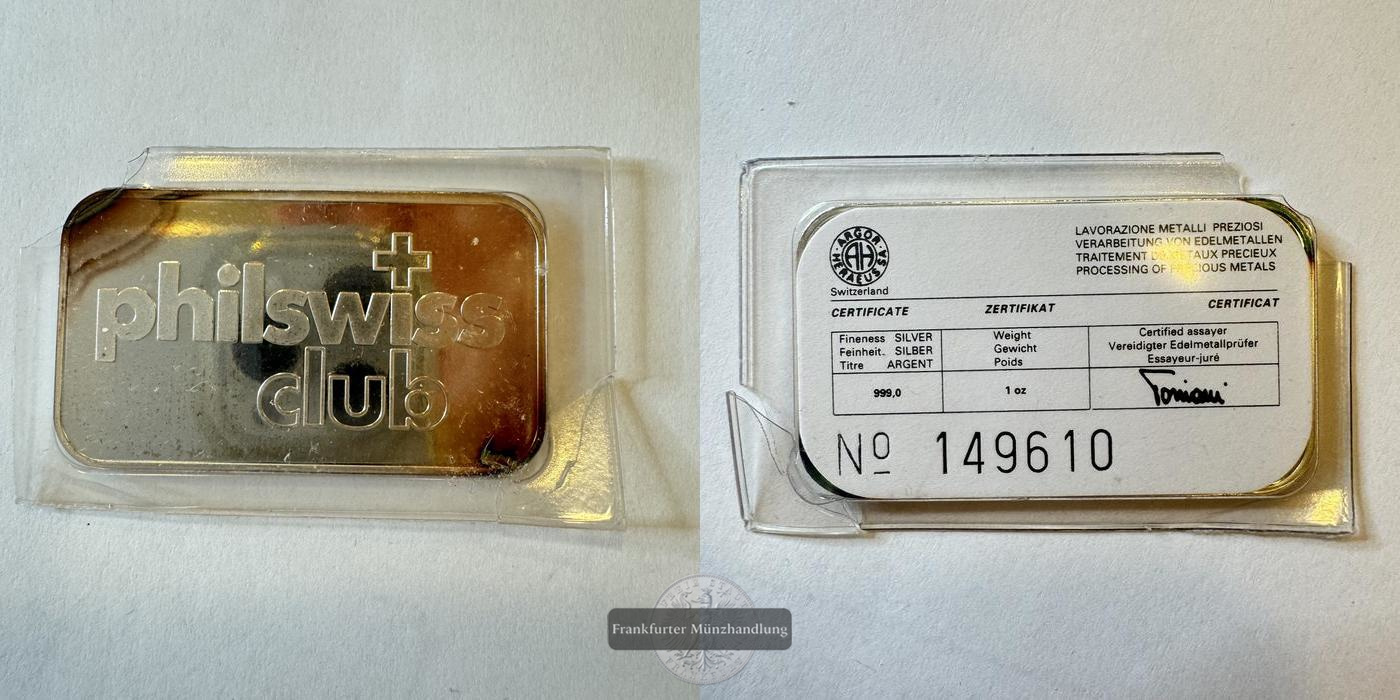 philswiss
club
ARGOR
HERAEUS SA
AH
Switzerland
LAVORAZIONE METALLI PREZIOSI
VERARBEITUNG VON EDELMETALLEN
TRAITEMENT DE METAUX PRECIEUX
PROCESSING OF PRECIOUS METALS
CERTIFICATE ZERTIFIKAT CERTIFICAT
Fineness SILVER
Feinheit. SILBER
Titre ARGENT
Weight
Gewicht
Poids
Certified assayer
Vereidigter Edelmetallprüfer
Essayeur-juré
999,0
1 oz
Nº 149610
Frankfurter Münzhandlung